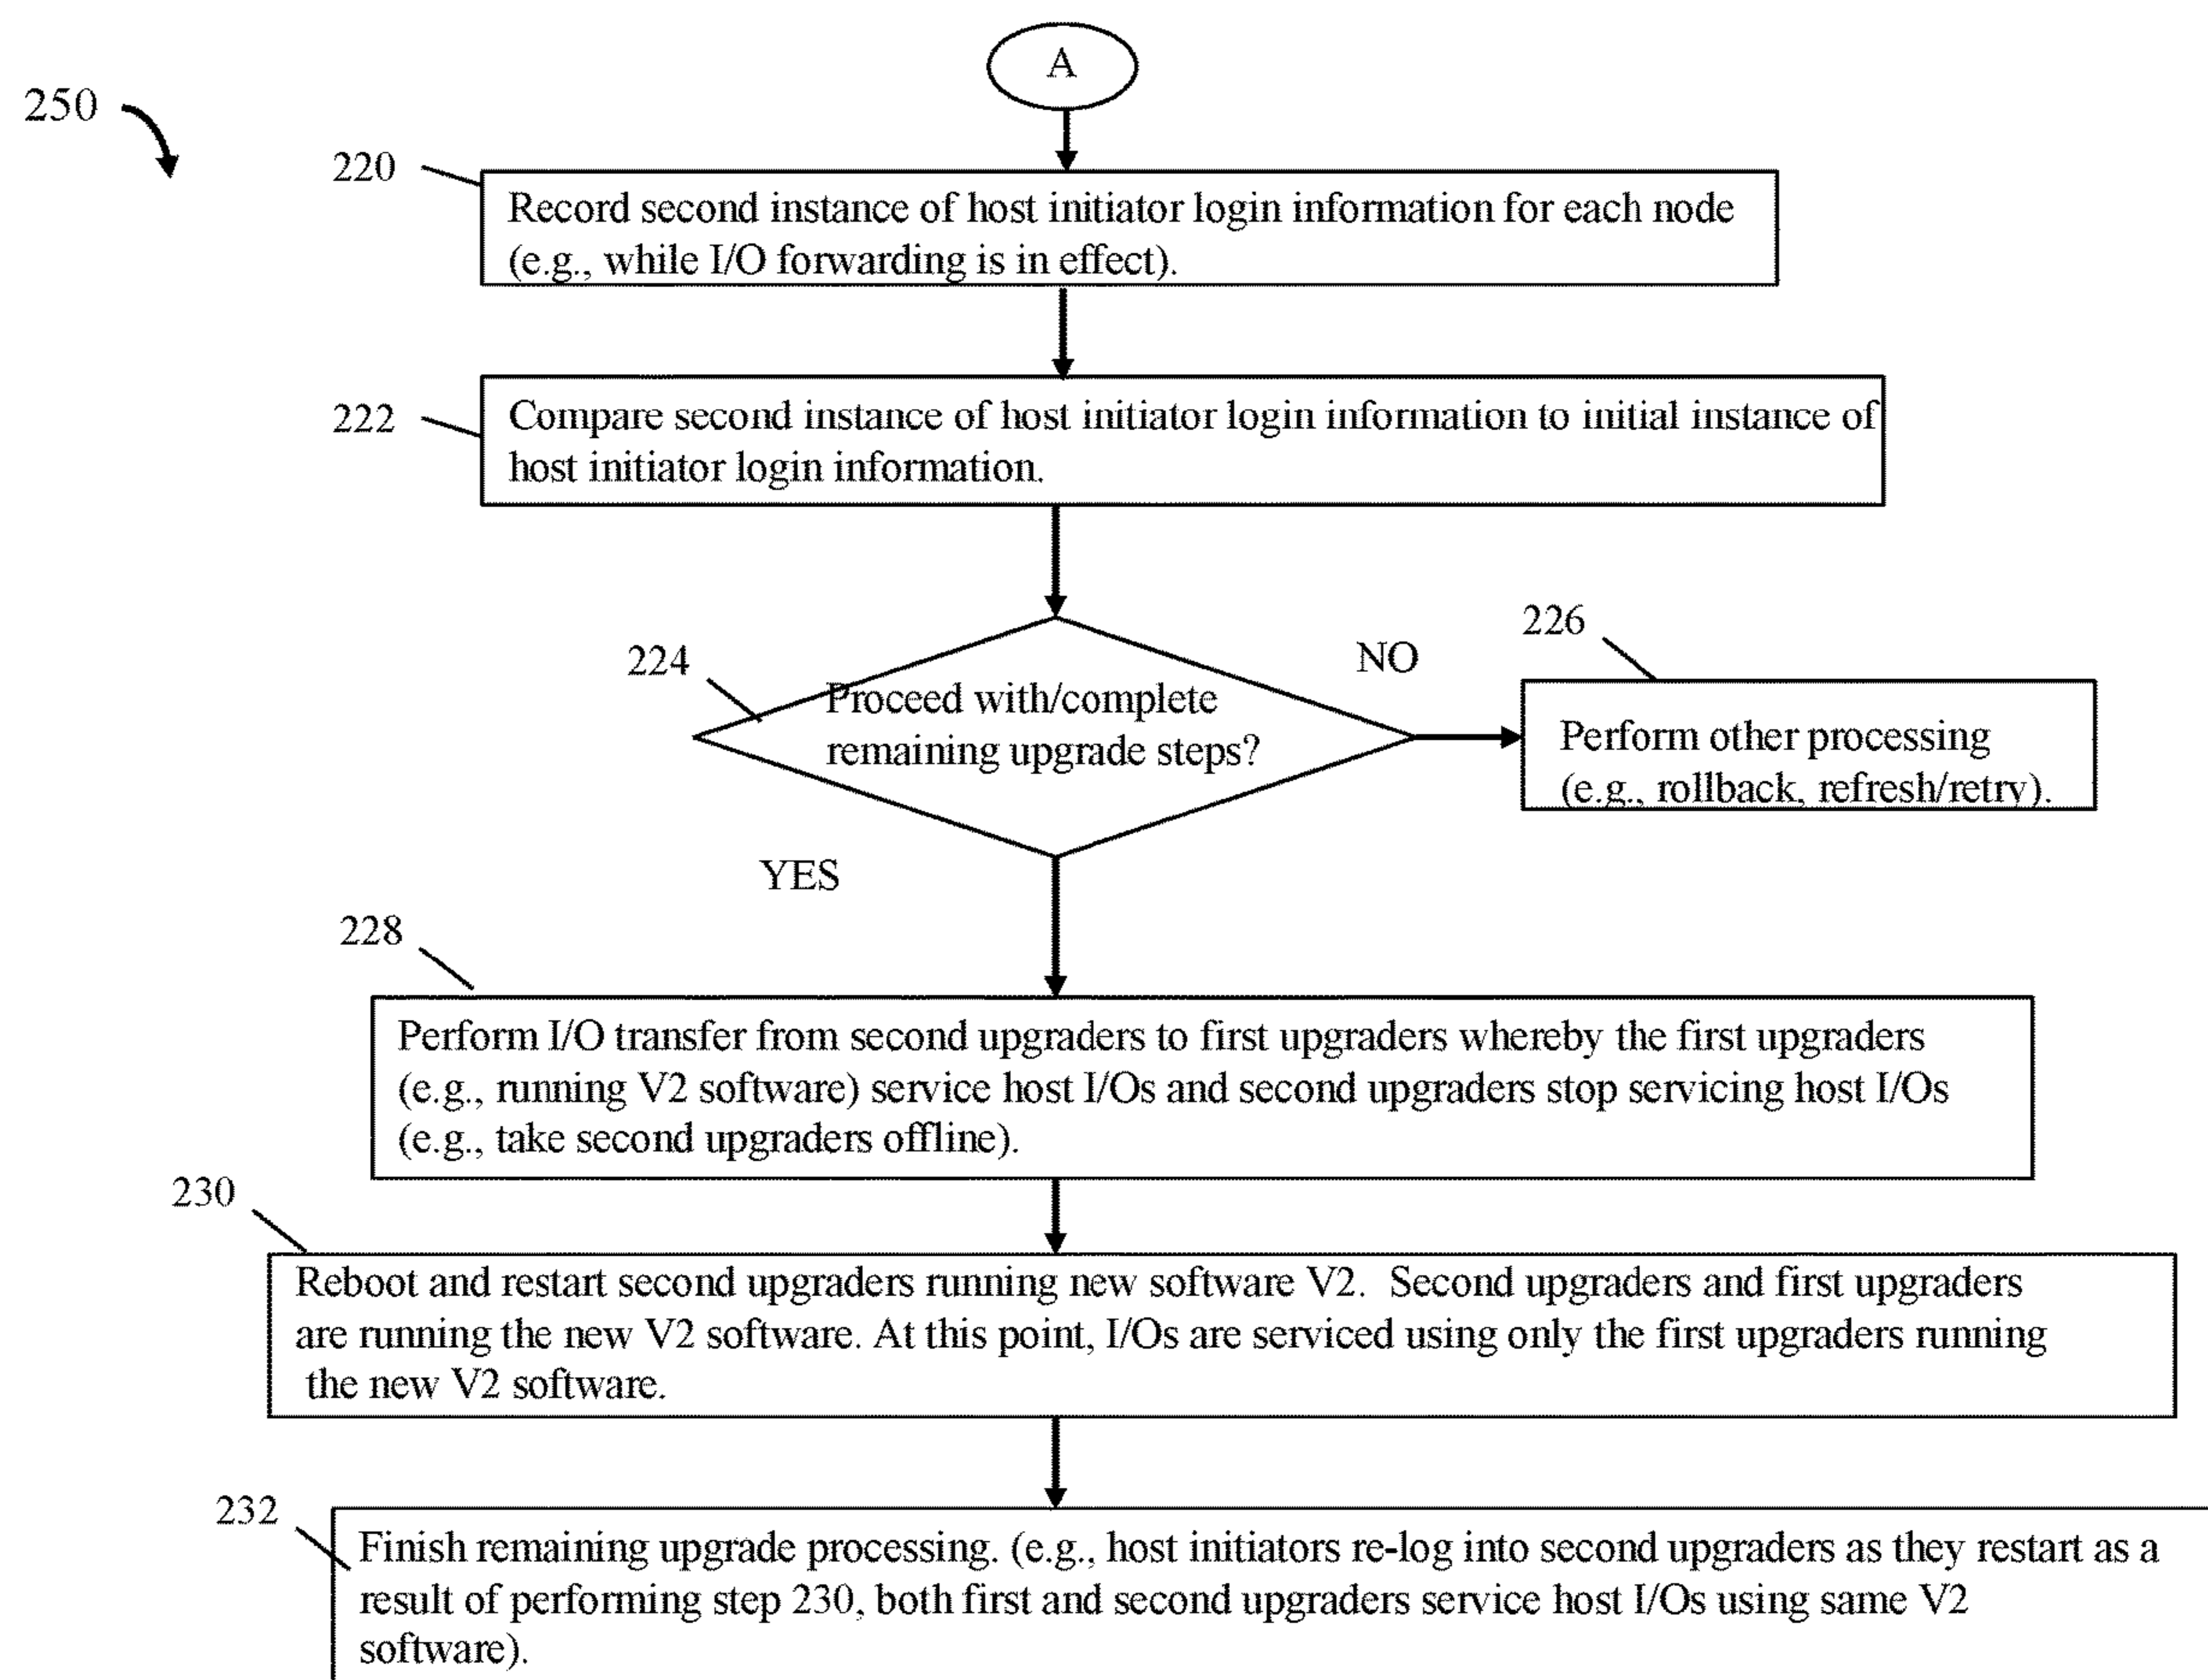 A
250
220
Record second instance of host initiator login information for each node
(e.g., while I/O forwarding is in effect).
222
Compare second instance of host initiator login information to initial instance of
host initiator login information.
224
Proceed with/complete
remaining upgrade steps?
NO
226
Perform other processing
(e.g., rollback, refresh/retry).
YES
228
Perform I/O transfer from second upgraders to first upgraders whereby the first upgraders
(e.g., running V2 software) service host I/Os and second upgraders stop servicing host I/Os
(e.g., take second upgraders offline).
230
Reboot and restart second upgraders running new software V2. Second upgraders and first upgraders
are running the new V2 software. At this point, I/Os are serviced using only the first upgraders running
the new V2 software.
232
Finish remaining upgrade processing. (e.g., host initiators re-log into second upgraders as they restart as a
result of performing step 230, both first and second upgraders service host I/Os using same V2
software).